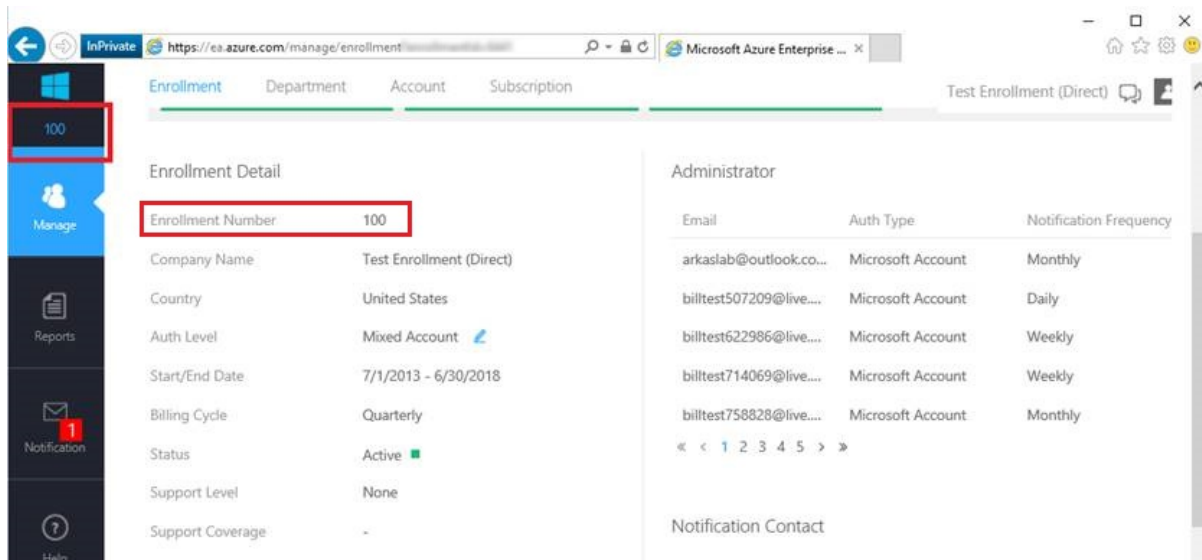 InPrivate https://ea.azure.com/manage/enrollment Microsoft Azure Enterprise ... ×
Enrollment Department Account Subscription
Test Enrollment (Direct)
100
Manage
Reports
1
Notification
Help
Enrollment Detail
Enrollment Number 100
Company Name Test Enrollment (Direct)
Country United States
Auth Level Mixed Account
Start/End Date 7/1/2013 - 6/30/2018
Billing Cycle Quarterly
Status Active
Support Level None
Support Coverage -
Administrator
Email Auth Type Notification Frequency
arkaslab@outlook.co... Microsoft Account Monthly
billtest507209@live.... Microsoft Account Daily
billtest622986@live.... Microsoft Account Weekly
billtest714069@live.... Microsoft Account Weekly
billtest758828@live.... Microsoft Account Monthly
« < 1 2 3 4 5 > »
Notification Contact